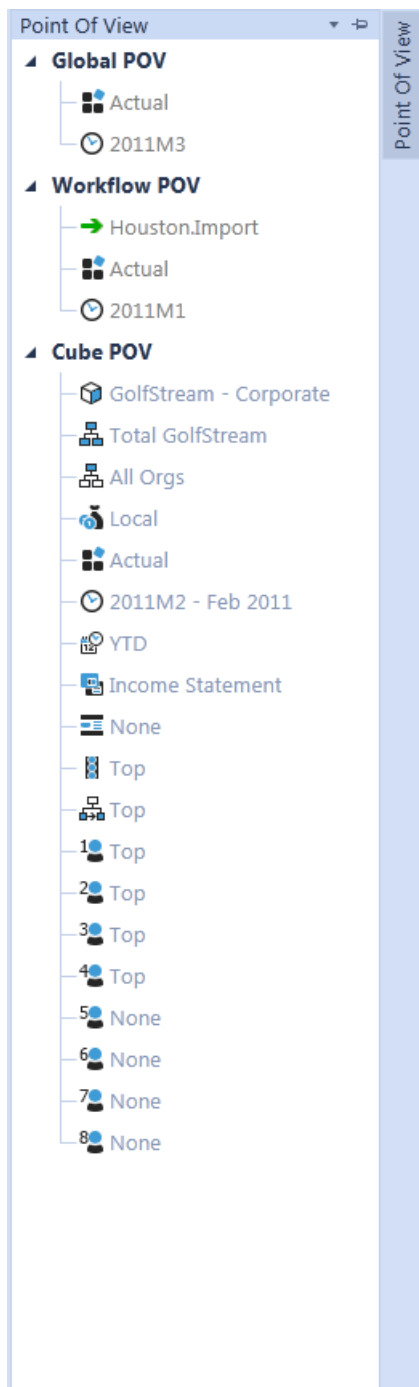 Point Of View
Point Of View
Global POV
Actual
2011M3
Workflow POV
Houston.Import
Actual
2011M1
Cube POV
GolfStream - Corporate
Total GolfStream
All Orgs
Local
Actual
2011M2 - Feb 2011
12
YTD
Income Statement
None
Top
Top
1 Top
2 Top
3 Top
4 Top
5 None
6 None
7 None
8 None